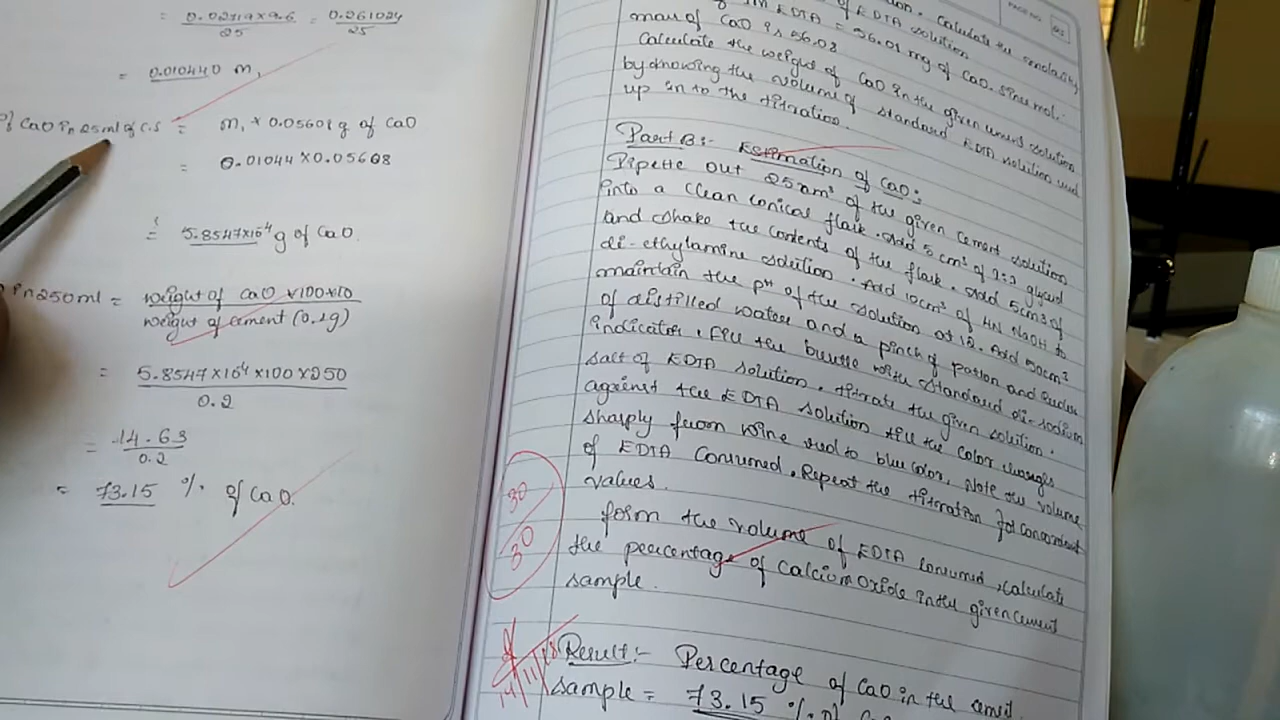 = 0.02719 x 9.6 = 0.261024
25 25
= 0.010440 m,
CaO in 25ml of C.S = m, x 0.05608 g of CaO
= 0.01044 x 0.05608
= 5.8547x10⁻⁴ g of CaO.
in 250ml = weight of CaO x100x10
weight of cement (0.2g)
= 5.8547 x 10⁻⁴ x 100 x 250
0.2
= 14.63
0.2
= 73.15 % of CaO.
Calculate the molarity
of EDTA solution
EDTA = 56.08 mg of CaO. Since mol.
mass of CaO is 56.08
Calculate the weight of CaO in the given cement solution
by knowing the volume of standard EDTA solution used
up in to the titration.
Part B:- Estimation of CaO:
Pipette out 25cm³ of the given cement solution
into a clean conical flask. Add 5 cm³ of 1:1 glycerol
and shake the contents of the flask. Add 5cm3 of
di-ethylamine solution. Add 10cm³ of 4N NaOH to
maintain the pH of the solution at 12. Add 50cm³
of distilled water and a pinch of patton and
indicator. Fill the burette with standard di-sodium
salt of EDTA solution. titrate the given solution.
against the EDTA solution till the color changes
sharply from wine red to blue color. Note the volume
of EDTA Consumed. Repeat the titration for concordant
values.
form the volume of EDTA consumed, calculate
the percentage of Calcium Oxide in the given cement
sample.
30
30
14/11/18
Result:- Percentage of CaO in the
sample = 73.15 %